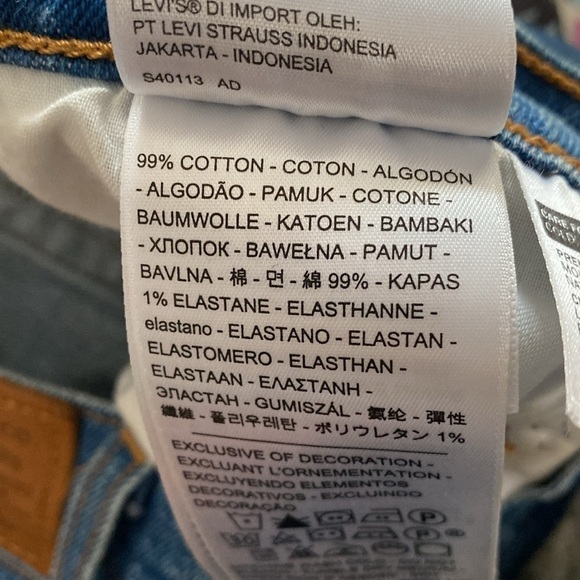 LEVI'S® DI IMPORT OLEH:
PT LEVI STRAUSS INDONESIA
JAKARTA - INDONESIA
S40113 AD
99% COTTON - COTON - ALGODÓN
- ALGODÃO - PAMUK - COTONE -
BAUMWOLLE - KATOEN - BAMBAKI
- ХЛОПОК - BAWEŁNA - PAMUT -
BAVLNA - 棉 - 면 - 綿 99% - KAPAS
1% ELASTANE - ELASTHANNE -
elastano - ELASTANO - ELASTAN -
ELASTOMERO - ELASTHAN -
ELASTAAN - ΕΛΑΣΤΑΝΗ -
ЭЛАСТАН - GUMISZÁL - 氨纶 - 彈性
纖維 - 폴리우레탄 - ポリウレタン 1%
EXCLUSIVE OF DECORATION -
EXCLUANT L'ORNEMENTATION -
EXCLUYENDO ELEMENTOS
DECORATIVOS - EXCLUINDO
DECORAÇÃO
CARE FO